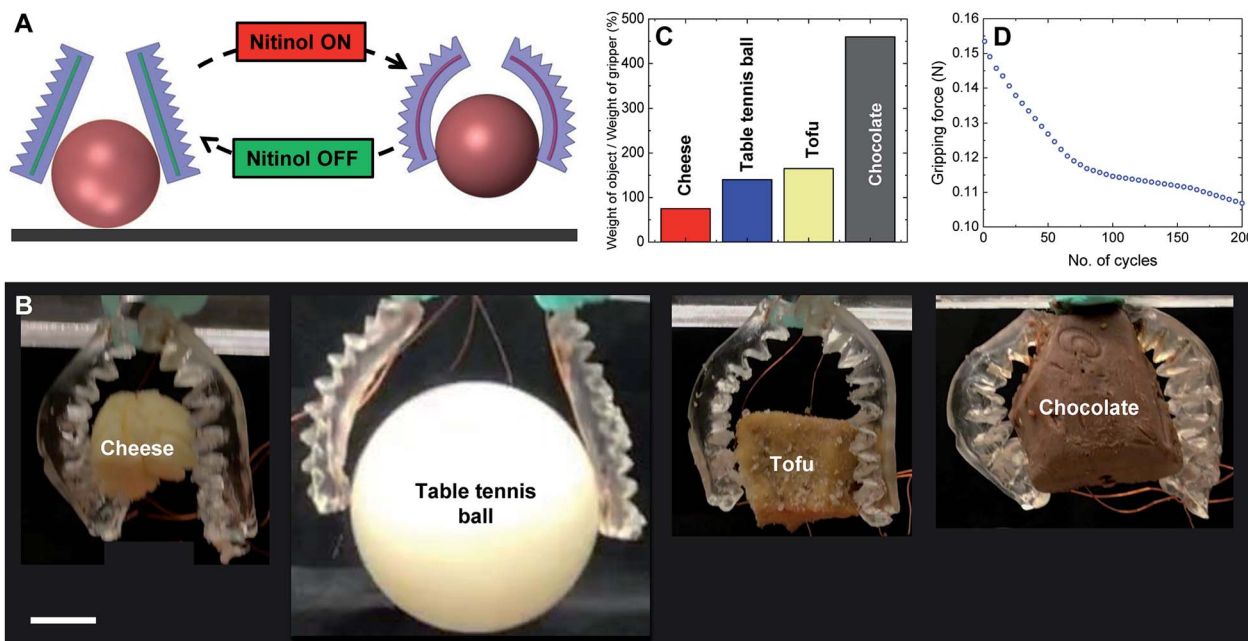 A
Nitinol ON
Nitinol OFF
C
Weight of object / Weight of gripper (%)
500
400
300
200
100
0
Cheese
Table tennis ball
Tofu
Chocolate
D
Gripping force (N)
0.16
0.15
0.14
0.13
0.12
0.11
0.10
0
50
100
150
200
No. of cycles
B
Cheese
Table tennis
ball
Tofu
Chocolate